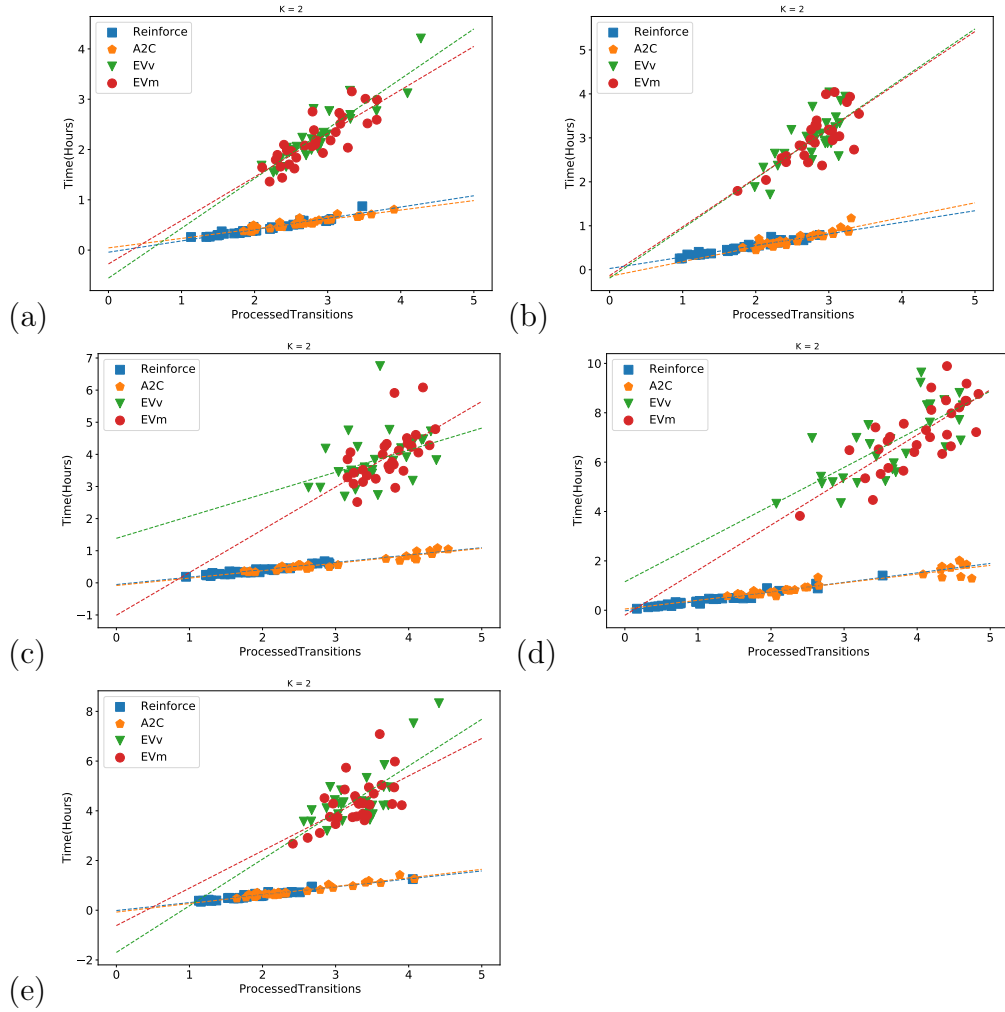 K = 2
Reinforce
A2C
EVv
EVm
Time(Hours)
4
3
2
1
0
0 1 2 3 4 5
ProcessedTransitions
(a)
K = 2
Reinforce
A2C
EVv
EVm
Time(Hours)
5
4
3
2
1
0
0 1 2 3 4 5
ProcessedTransitions
(b)
K = 2
Reinforce
A2C
EVv
EVm
Time(Hours)
7
6
5
4
3
2
1
0
−1
0 1 2 3 4 5
ProcessedTransitions
(c)
K = 2
Reinforce
A2C
EVv
EVm
Time(Hours)
10
8
6
4
2
0
0 1 2 3 4 5
ProcessedTransitions
(d)
K = 2
Reinforce
A2C
EVv
EVm
Time(Hours)
8
6
4
2
0
−2
0 1 2 3 4 5
ProcessedTransitions
(e)